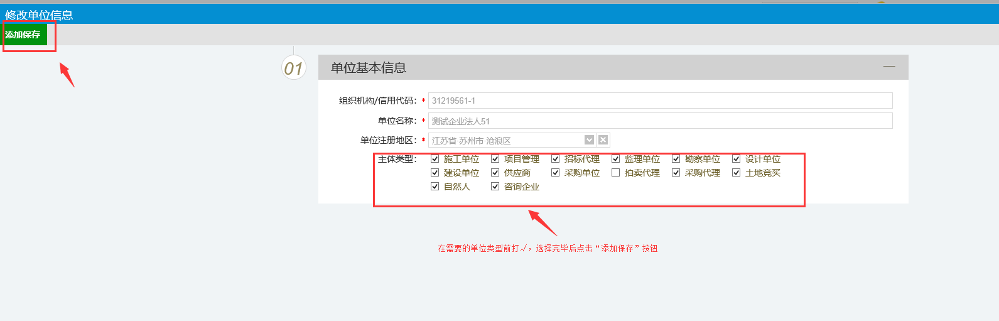 修改单位信息
添加保存
01
单位基本信息
组织机构/信用代码：* 31219561-1
单位名称：* 测试企业法人51
单位注册地区：* 江苏省·苏州市·沧浪区
主体类型： 施工单位 项目管理 招标代理 监理单位 勘察单位 设计单位
建设单位 供应商 采购单位 拍卖代理 采购代理 土地竞买
自然人 咨询企业
在需要的单位类型前打√，选择完毕后点击“添加保存”按钮